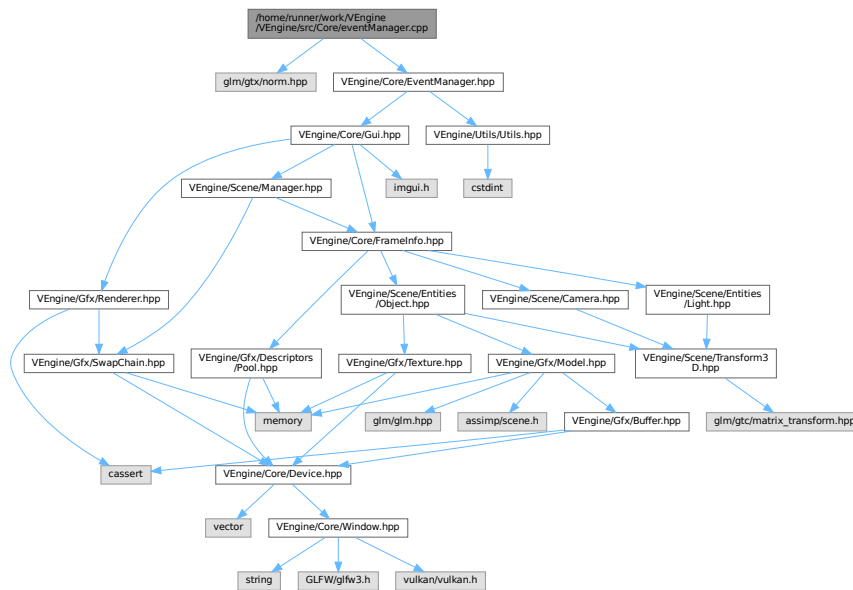 /home/runner/work/VEngine
/VEngine/src/Core/eventManager.cpp
glm/gtx/norm.hpp
VEngine/Core/EventManager.hpp
VEngine/Core/Gui.hpp
VEngine/Utils/Utils.hpp
VEngine/Scene/Manager.hpp
imgui.h
cstdint
VEngine/Core/FrameInfo.hpp
VEngine/Gfx/Renderer.hpp
VEngine/Scene/Entities
/Object.hpp
VEngine/Scene/Camera.hpp
VEngine/Scene/Entities
/Light.hpp
VEngine/Gfx/SwapChain.hpp
VEngine/Gfx/Descriptors
/Pool.hpp
VEngine/Gfx/Texture.hpp
VEngine/Gfx/Model.hpp
VEngine/Scene/Transform3
D.hpp
memory
glm/glm.hpp
assimp/scene.h
VEngine/Gfx/Buffer.hpp
glm/gtc/matrix_transform.hpp
cassert
VEngine/Core/Device.hpp
vector
VEngine/Core/Window.hpp
string
GLFW/glfw3.h
vulkan/vulkan.h